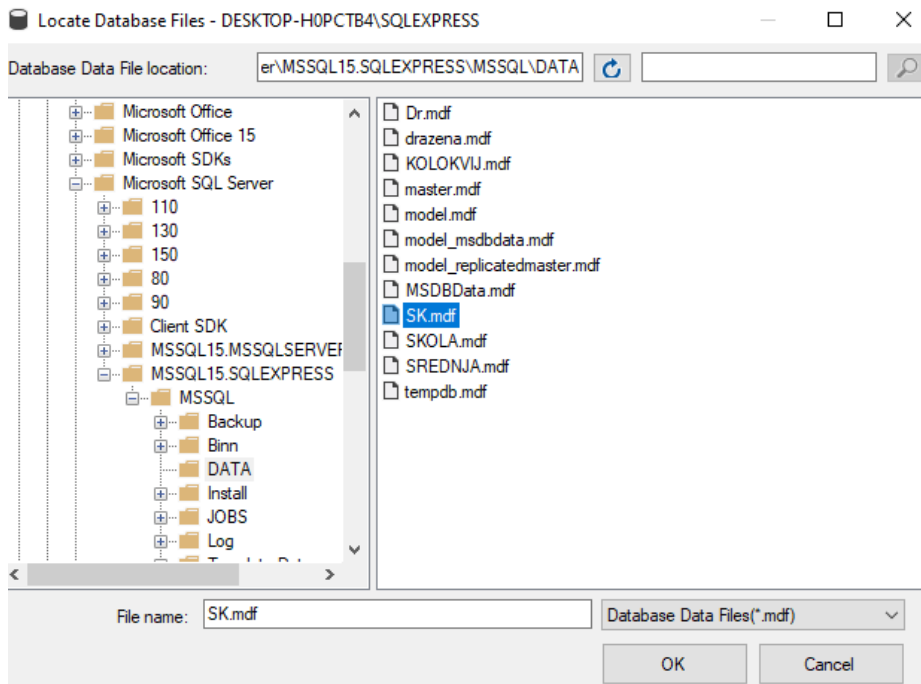 Locate Database Files - DESKTOP-H0PCTB4\SQLEXPRESS
Database Data File location:
er\MSSQL15.SQLEXPRESS\MSSQL\DATA
Microsoft Office
Microsoft Office 15
Microsoft SDKs
Microsoft SQL Server
110
130
150
80
90
Client SDK
MSSQL15.MSSQLSERVER
MSSQL15.SQLEXPRESS
MSSQL
Backup
Binn
DATA
Install
JOBS
Log
Dr.mdf
drazena.mdf
KOLOKVIJ.mdf
master.mdf
model.mdf
model_msdbdata.mdf
model_replicatedmaster.mdf
MSDBData.mdf
SK.mdf
SKOLA.mdf
SREDNJA.mdf
tempdb.mdf
File name:
SK.mdf
Database Data Files(*.mdf)
OK
Cancel